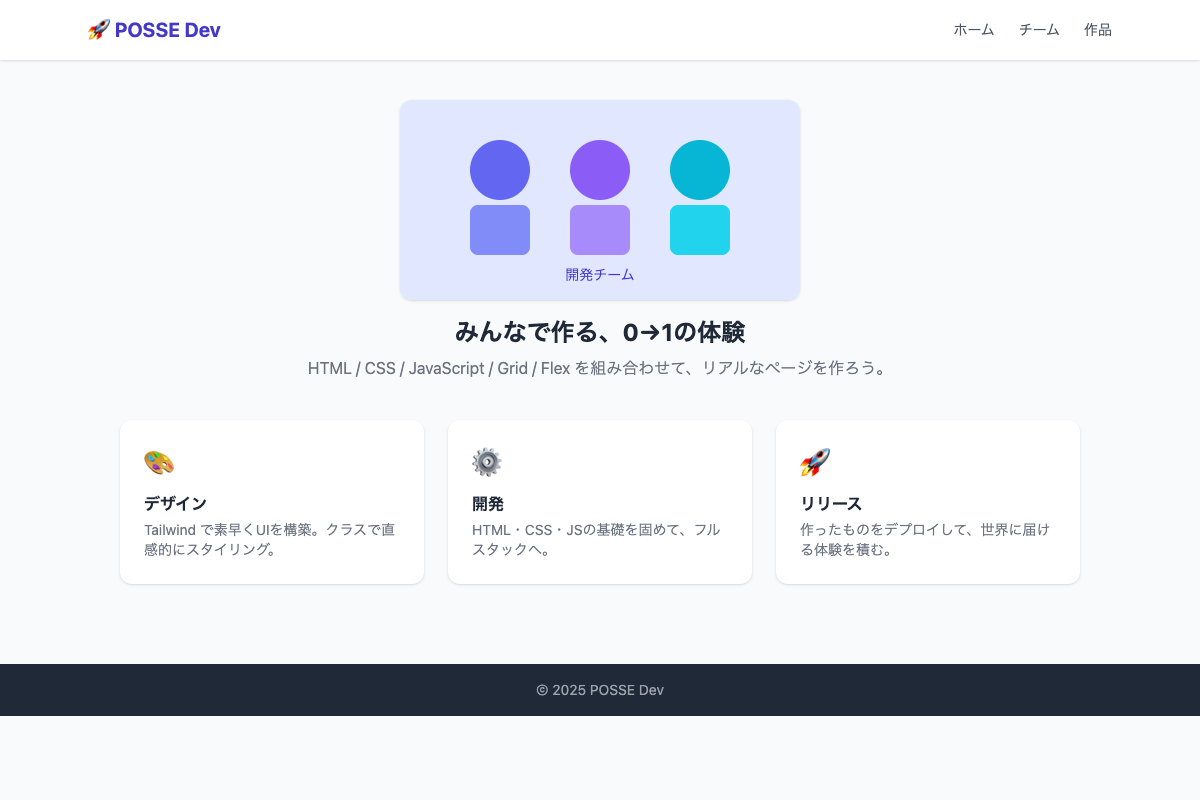 🚀 POSSE Dev
ホーム チーム 作品
開発チーム
みんなで作る、0→1の体験
HTML / CSS / JavaScript / Grid / Flex を組み合わせて、リアルなページを作ろう。
デザイン
Tailwind で素早くUIを構築。クラスで直
感的にスタイリング。
開発
HTML・CSS・JSの基礎を固めて、フル
スタックへ。
リリース
作ったものをデプロイして、世界に届け
る体験を積む。
© 2025 POSSE Dev